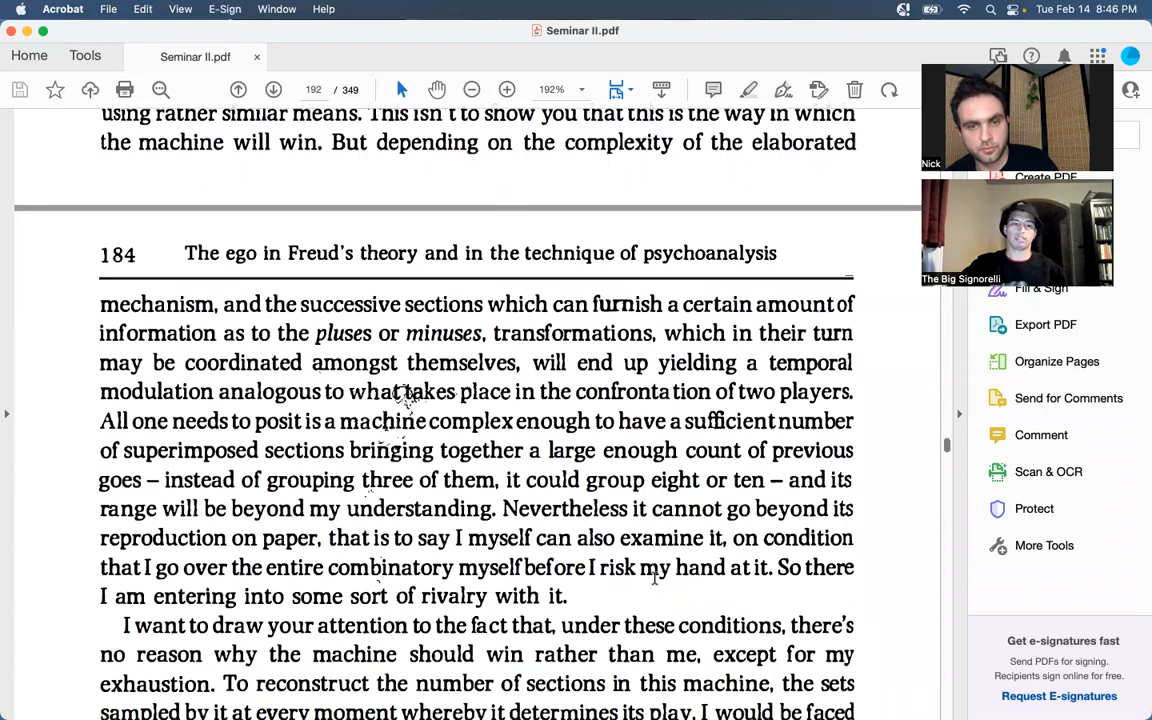 Acrobat File Edit View E-Sign Window Help Tue Feb 14 8:46 PM
Seminar II.pdf
Home Tools Seminar II.pdf ×
192 / 349 192%
Nick
The Big Signorelli
Create PDF
Fill & Sign
Export PDF
Organize Pages
Send for Comments
Comment
Scan & OCR
Protect
More Tools
Get e-signatures fast
Send PDFs for signing.
Recipients sign online for free.
Request E-signatures
using rather similar means. This isn't to show you that this is the way in which
the machine will win. But depending on the complexity of the elaborated
184 The ego in Freud's theory and in the technique of psychoanalysis
mechanism, and the successive sections which can furnish a certain amount of
information as to the pluses or minuses, transformations, which in their turn
may be coordinated amongst themselves, will end up yielding a temporal
modulation analogous to what takes place in the confrontation of two players.
All one needs to posit is a machine complex enough to have a sufficient number
of superimposed sections bringing together a large enough count of previous
goes – instead of grouping three of them, it could group eight or ten – and its
range will be beyond my understanding. Nevertheless it cannot go beyond its
reproduction on paper, that is to say I myself can also examine it, on condition
that I go over the entire combinatory myself before I risk my hand at it. So there
I am entering into some sort of rivalry with it.
I want to draw your attention to the fact that, under these conditions, there's
no reason why the machine should win rather than me, except for my
exhaustion. To reconstruct the number of sections in this machine, the sets
sampled by it at every moment whereby it determines its play, I would be faced